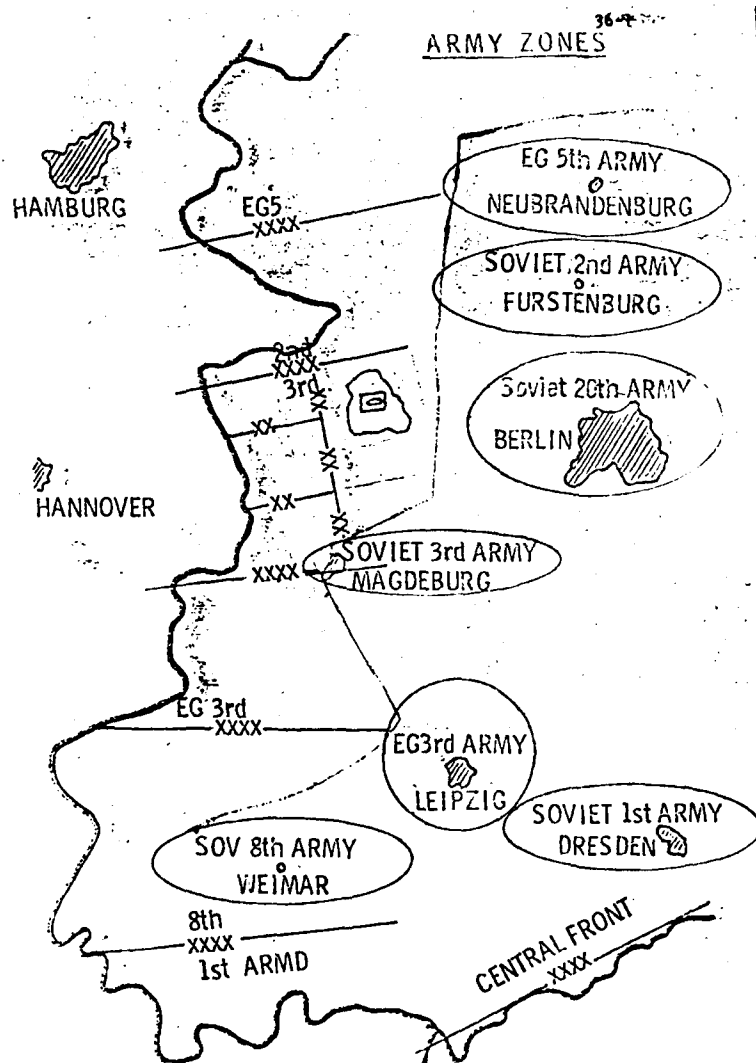 ARMY ZONES
HAMBURG
EG 5th ARMY
NEUBRANDENBURG
EG5
XXXX
SOVIET 2nd ARMY
FURSTENBURG
2nd
XXXX
3rd
XX
Soviet 20th ARMY
BERLIN
XX
XX
HANNOVER
XX
XX
SOVIET 3rd ARMY
MAGDEBURG
XXXX
EG 3rd
XXXX
EG3rd ARMY
LEIPZIG
SOVIET 1st ARMY
DRESDEN
SOV 8th ARMY
WEIMAR
8th
XXXX
1st ARMD
CENTRAL FRONT
XXXX